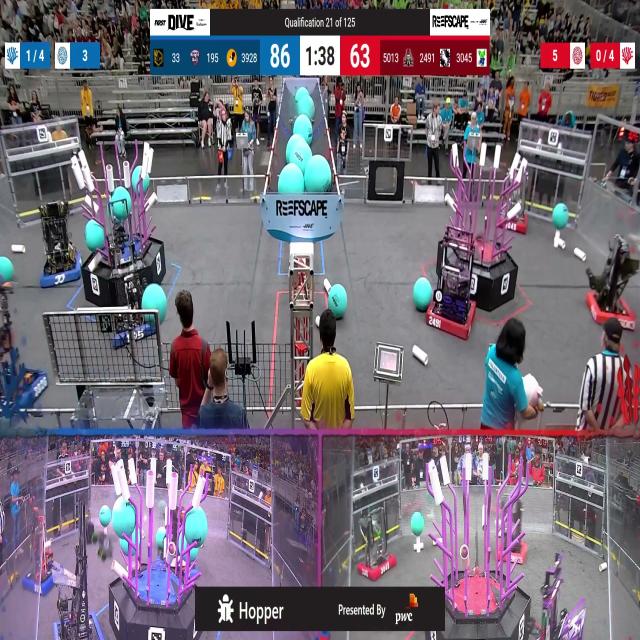 FIRST DIVE
Qualification 21 of 125
REEFSCAPE
1 / 4
3
33 195 3928
86
1:38
63
5013 2491 3045
5
0 / 4
REEFSCAPE
2491
Hopper
Presented By pwc